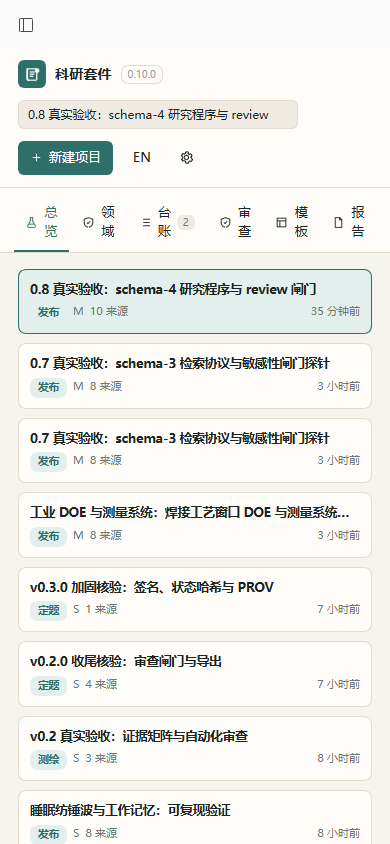 科研套件 0.10.0
0.8 真实验收：schema-4 研究程序与 review
+ 新建项目 EN
总览 领域 台账 2 审查 模板 报告
0.8 真实验收：schema-4 研究程序与 review 闸门
发布 M 10 来源 35 分钟前
0.7 真实验收：schema-3 检索协议与敏感性闸门探针
发布 M 8 来源 3 小时前
0.7 真实验收：schema-3 检索协议与敏感性闸门探针
发布 M 8 来源 3 小时前
工业 DOE 与测量系统：焊接工艺窗口 DOE 与测量系统...
发布 M 8 来源 3 小时前
v0.3.0 加固核验：签名、状态哈希与 PROV
定题 S 1 来源 7 小时前
v0.2.0 收尾核验：审查闸门与导出
定题 S 4 来源 7 小时前
v0.2 真实验收：证据矩阵与自动化审查
测绘 S 3 来源 8 小时前
睡眠纺锤波与工作记忆：可复现验证
发布 S 8 来源 8 小时前